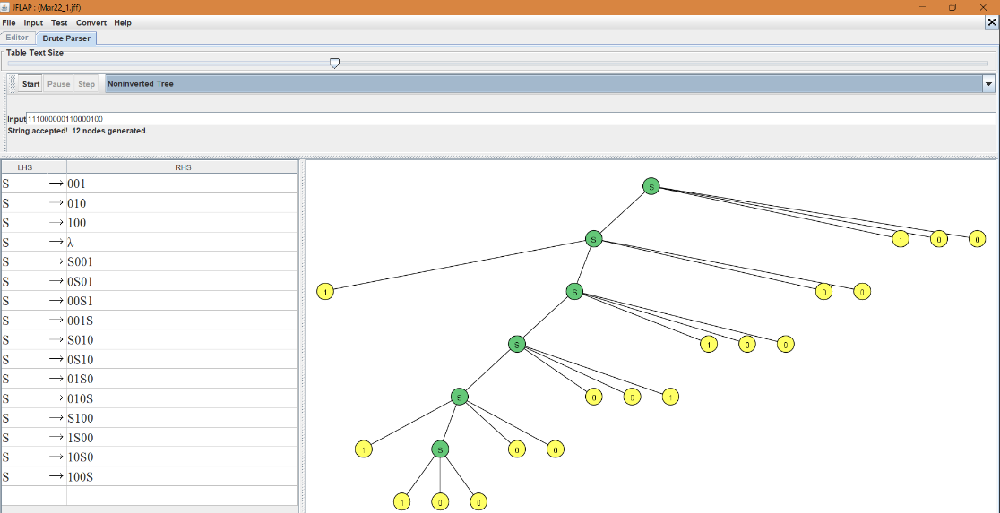 JFLAP : (Mar22_1.jff)
File Input Test Convert Help
Editor Brute Parser
Table Text Size
Start Pause Step Noninverted Tree
Input 111000000110000100
String accepted! 12 nodes generated.
LHS RHS
S → 001
S → 010
S → 100
S → λ
S → S001
S → 0S01
S → 00S1
S → 001S
S → S010
S → 0S10
S → 01S0
S → 010S
S → S100
S → 1S00
S → 10S0
S → 100S
S
S 1 0 0
1 S 0 0
S 1 0 0
S 0 0 1
1 S 0 0
1 0 0